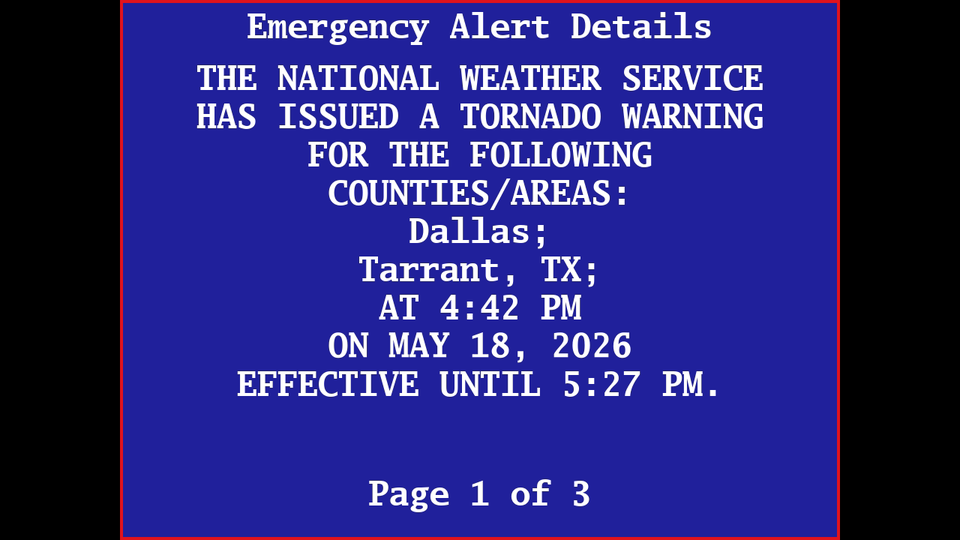 Emergency Alert Details
THE NATIONAL WEATHER SERVICE
HAS ISSUED A TORNADO WARNING
FOR THE FOLLOWING
COUNTIES/AREAS:
Dallas;
Tarrant, TX;
AT 4:42 PM
ON MAY 18, 2026
EFFECTIVE UNTIL 5:27 PM.
Page 1 of 3